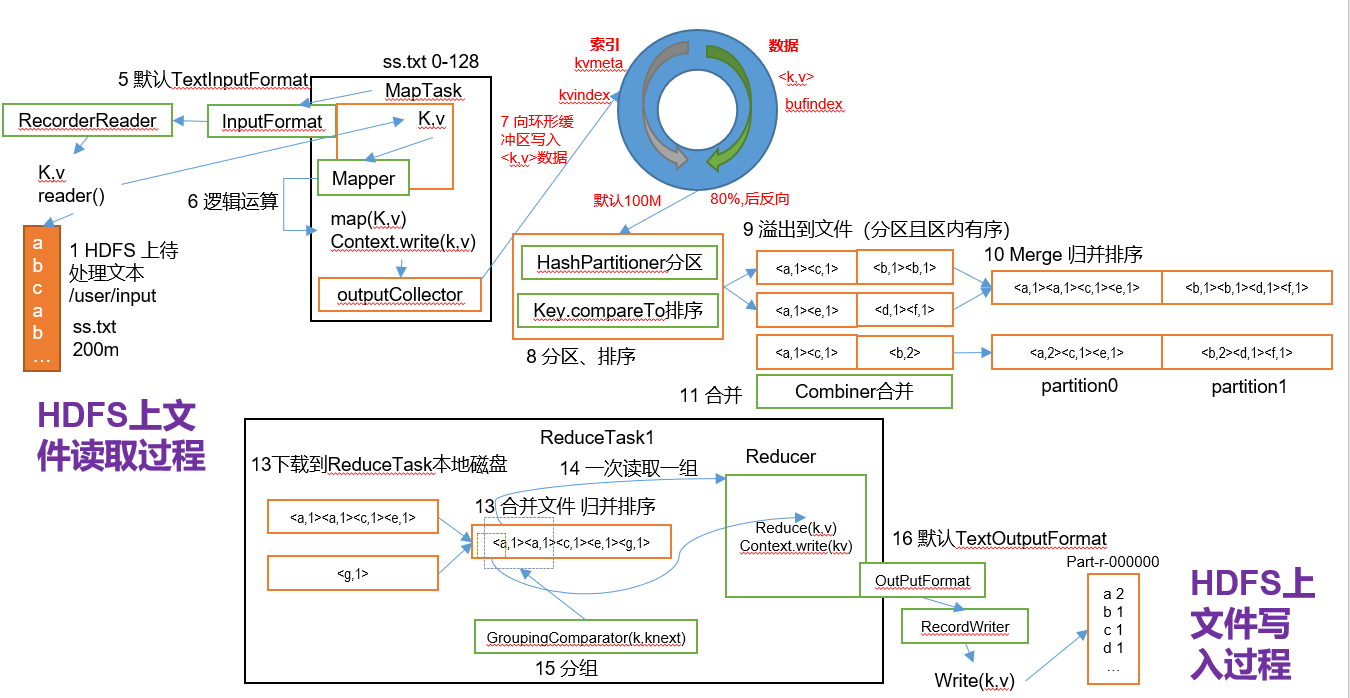 ss.txt 0-128
5 默认TextInputFormat
MapTask
RecorderReader
InputFormat
K,v
K,v
reader()
Mapper
6 逻辑运算
map(K,v)
Context.write(k,v)
outputCollector
a
b
c
a
b
…
1 HDFS 上待
处理文本
/user/input
ss.txt
200m
HDFS上文
件读取过程
索引
kvmeta
kvindex
数据
<k,v>
bufindex
7 向环形缓
冲区写入
<k,v>数据
默认100M
80%,后反向
HashPartitioner分区
Key.compareTo排序
8 分区、排序
9 溢出到文件（分区且区内有序）
<a,1><c,1>
<b,1><b,1>
<a,1><e,1>
<d,1><f,1>
<a,1><c,1>
<b,2>
11 合并
Combiner合并
10 Merge 归并排序
<a,1><a,1><c,1><e,1>
<b,1><b,1><d,1><f,1>
<a,2><c,1><e,1>
<b,2><d,1><f,1>
partition0
partition1
ReduceTask1
13下载到ReduceTask本地磁盘
<a,1><a,1><c,1><e,1>
<g,1>
13 合并文件 归并排序
<a,1><a,1><c,1><e,1><g,1>
14 一次读取一组
GroupingComparator(k,knext)
15 分组
Reducer
Reduce(k,v)
Context.write(kv)
16 默认TextOutputFormat
OutPutFormat
RecordWriter
Write(k,v)
Part-r-000000
a 2
b 1
c 1
d 1
…
HDFS上
文件写
入过程